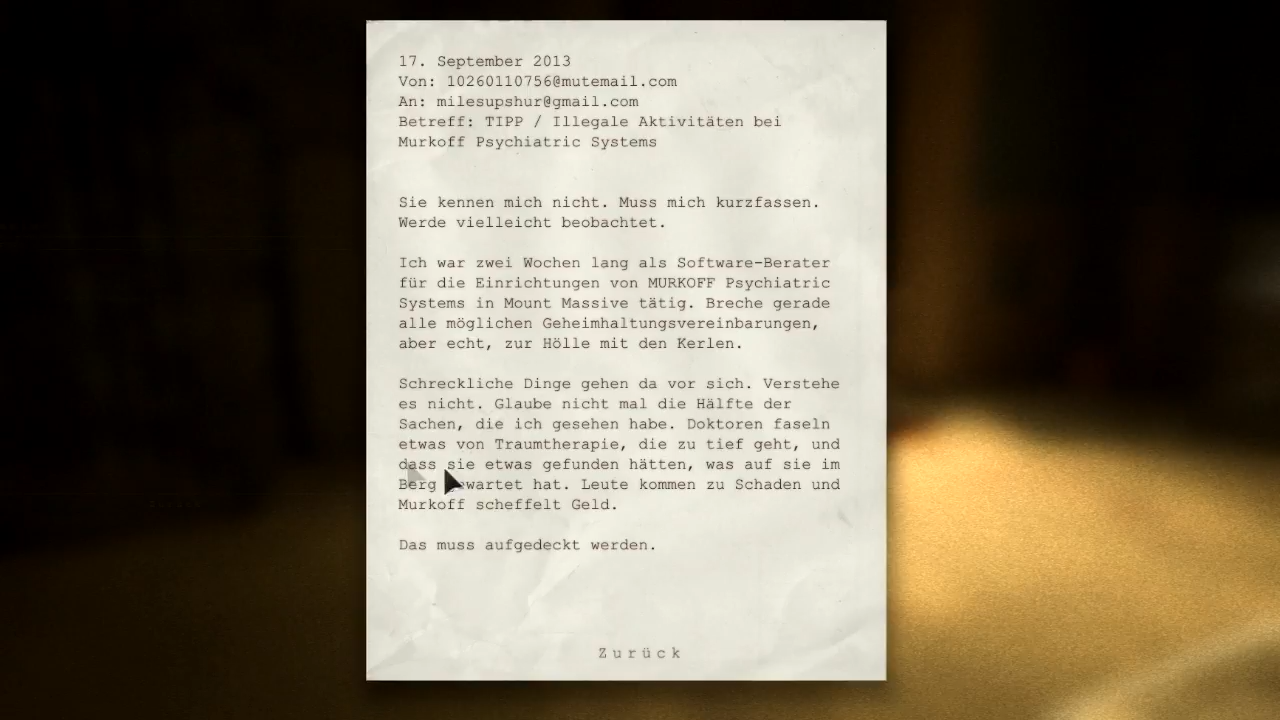 17. September 2013
Von: 10260110756@mutemail.com
An: milesupshur@gmail.com
Betreff: TIPP / Illegale Aktivitäten bei
Murkoff Psychiatric Systems
Sie kennen mich nicht. Muss mich kurzfassen.
Werde vielleicht beobachtet.
Ich war zwei Wochen lang als Software-Berater
für die Einrichtungen von MURKOFF Psychiatric
Systems in Mount Massive tätig. Breche gerade
alle möglichen Geheimhaltungsvereinbarungen,
aber echt, zur Hölle mit den Kerlen.
Schreckliche Dinge gehen da vor sich. Verstehe
es nicht. Glaube nicht mal die Hälfte der
Sachen, die ich gesehen habe. Doktoren faseln
etwas von Traumtherapie, die zu tief geht, und
dass sie etwas gefunden hätten, was auf sie im
Berg gewartet hat. Leute kommen zu Schaden und
Murkoff scheffelt Geld.
Das muss aufgedeckt werden.
Zurück